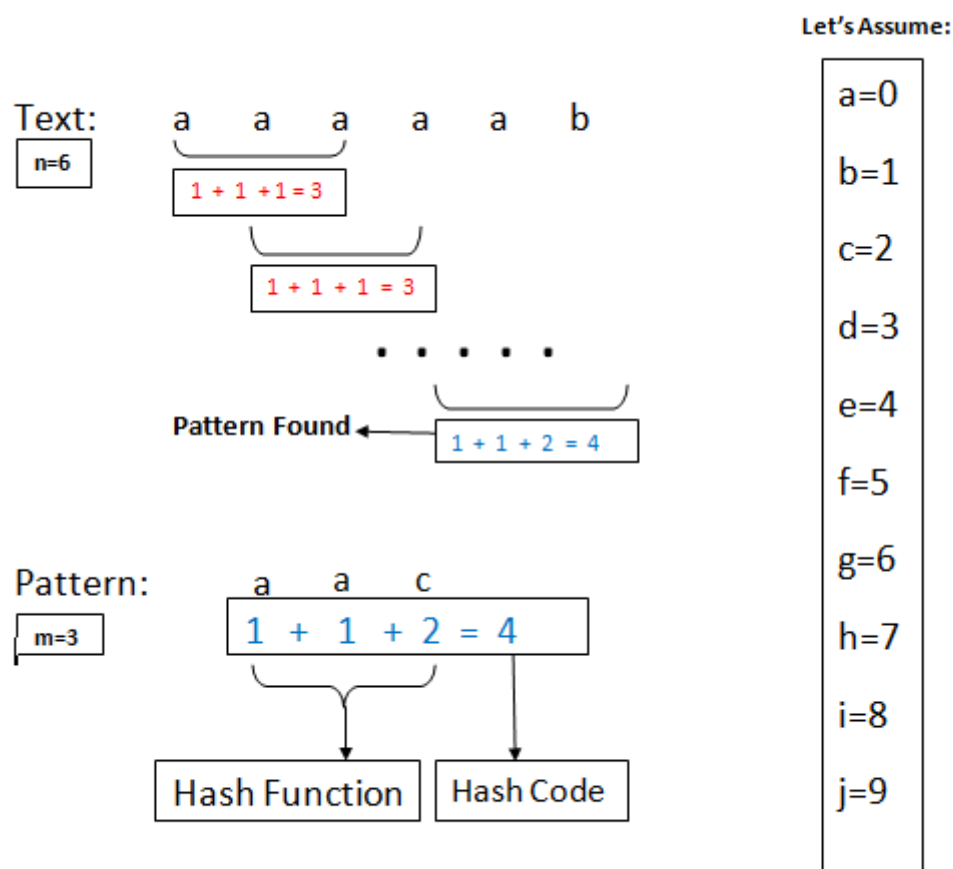 Let's Assume:
Text: a a a a a b
n=6
1 + 1 +1 = 3
1 + 1 + 1 = 3
. . . . .
Pattern Found
1 + 1 + 2 = 4
Pattern: a a c
m=3
1 + 1 + 2 = 4
Hash Function
Hash Code
a=0
b=1
c=2
d=3
e=4
f=5
g=6
h=7
i=8
j=9